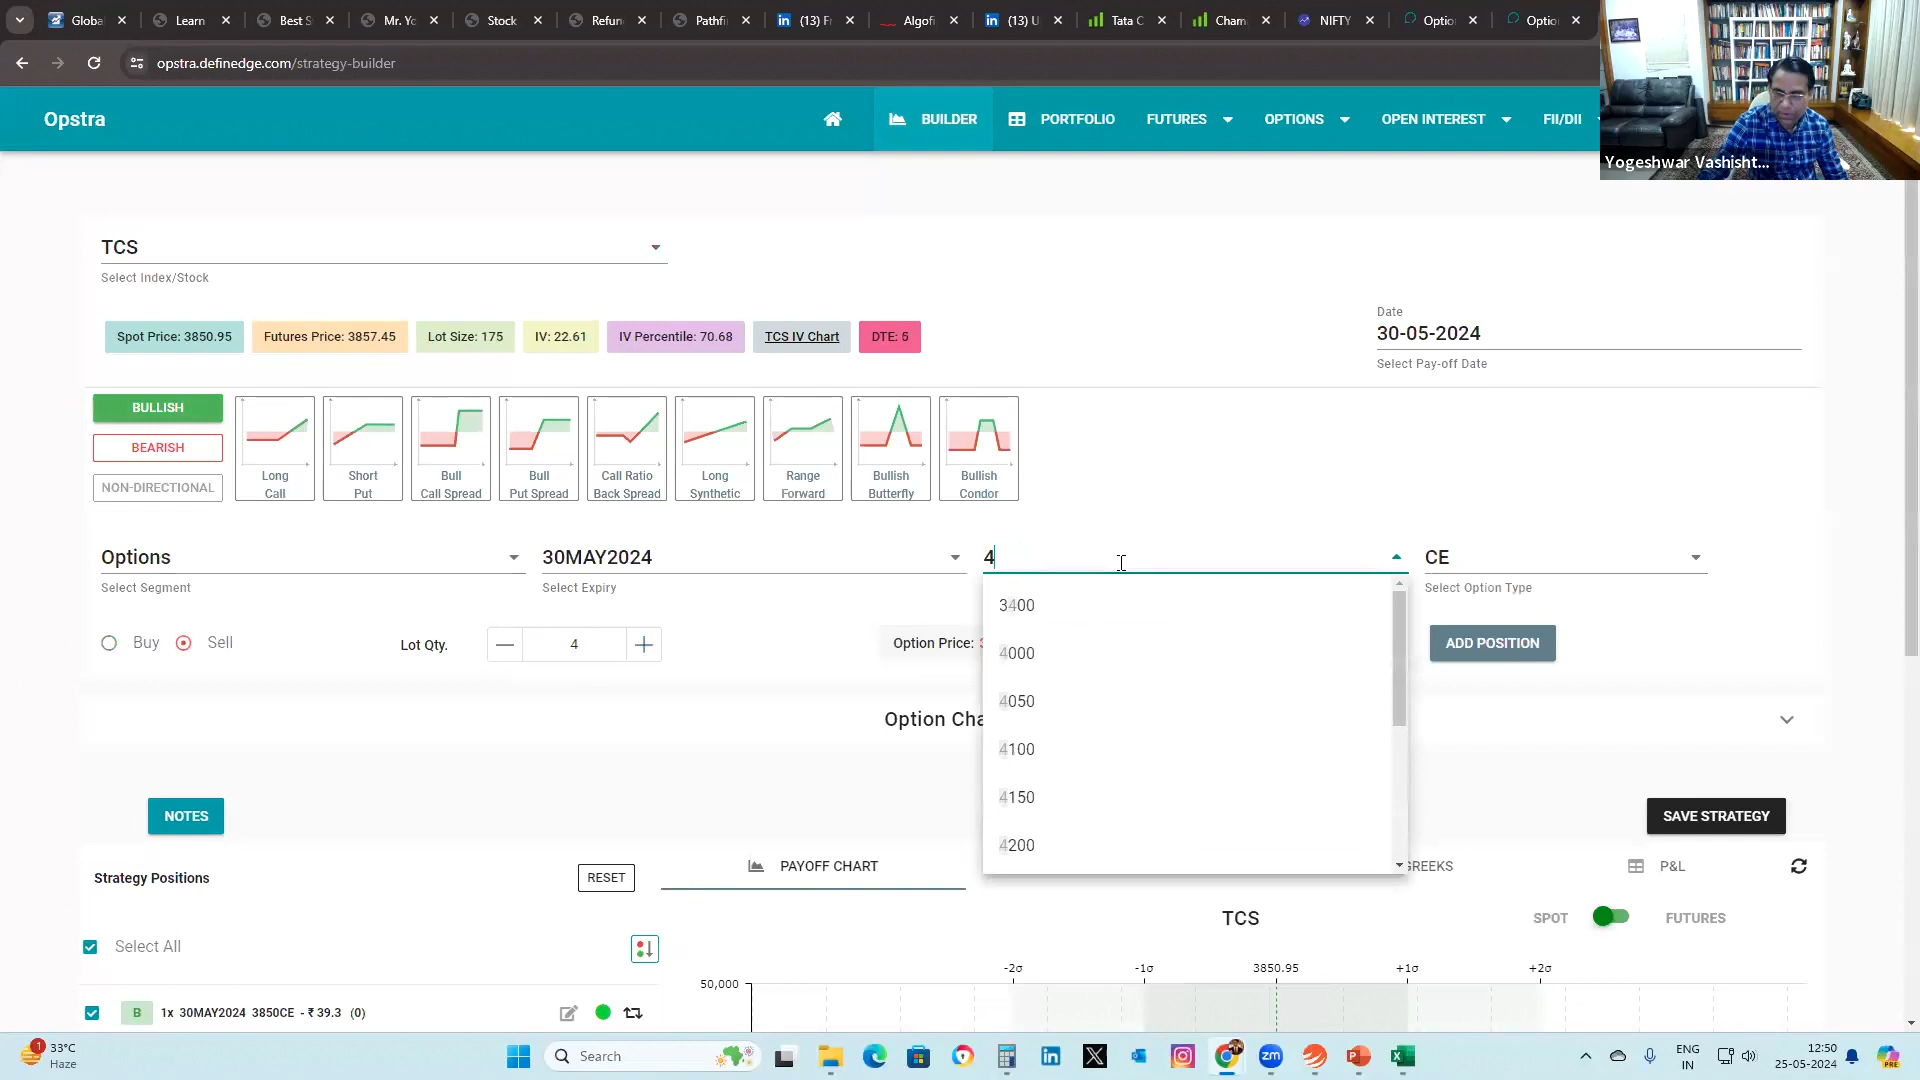 Global
Learn
Best S
Mr. Yo
Stock
Refun
Pathfi
(13) F
Algofi
(13) U
Tata C
Cham
NIFTY
Optio
Optio
opstra.definedge.com/strategy-builder
Opstra
BUILDER
PORTFOLIO
FUTURES
OPTIONS
OPEN INTEREST
FII/DII
Yogeshwar Vashisht...
TCS
Select Index/Stock
Spot Price: 3850.95
Futures Price: 3857.45
Lot Size: 175
IV: 22.61
IV Percentile: 70.68
TCS IV Chart
DTE: 5
Date
30-05-2024
Select Pay-off Date
BULLISH
BEARISH
NON-DIRECTIONAL
Long
Call
Short
Put
Bull
Call Spread
Bull
Put Spread
Call Ratio
Back Spread
Long
Synthetic
Range
Forward
Bullish
Butterfly
Bullish
Condor
Options
Select Segment
30MAY2024
Select Expiry
4
CE
Select Option Type
3400
4000
4050
4100
4150
4200
Buy
Sell
Lot Qty.
4
Option Price:
ADD POSITION
Option Cha
NOTES
SAVE STRATEGY
Strategy Positions
RESET
PAYOFF CHART
GREEKS
P&L
TCS
SPOT
FUTURES
Select All
-2σ
-1σ
3850.95
+1σ
+2σ
50,000
B
1x 30MAY2024 3850CE - ₹ 39.3 (0)
1
33°C
Haze
Search
zm
ENG
IN
12:50
25-05-2024
PRE